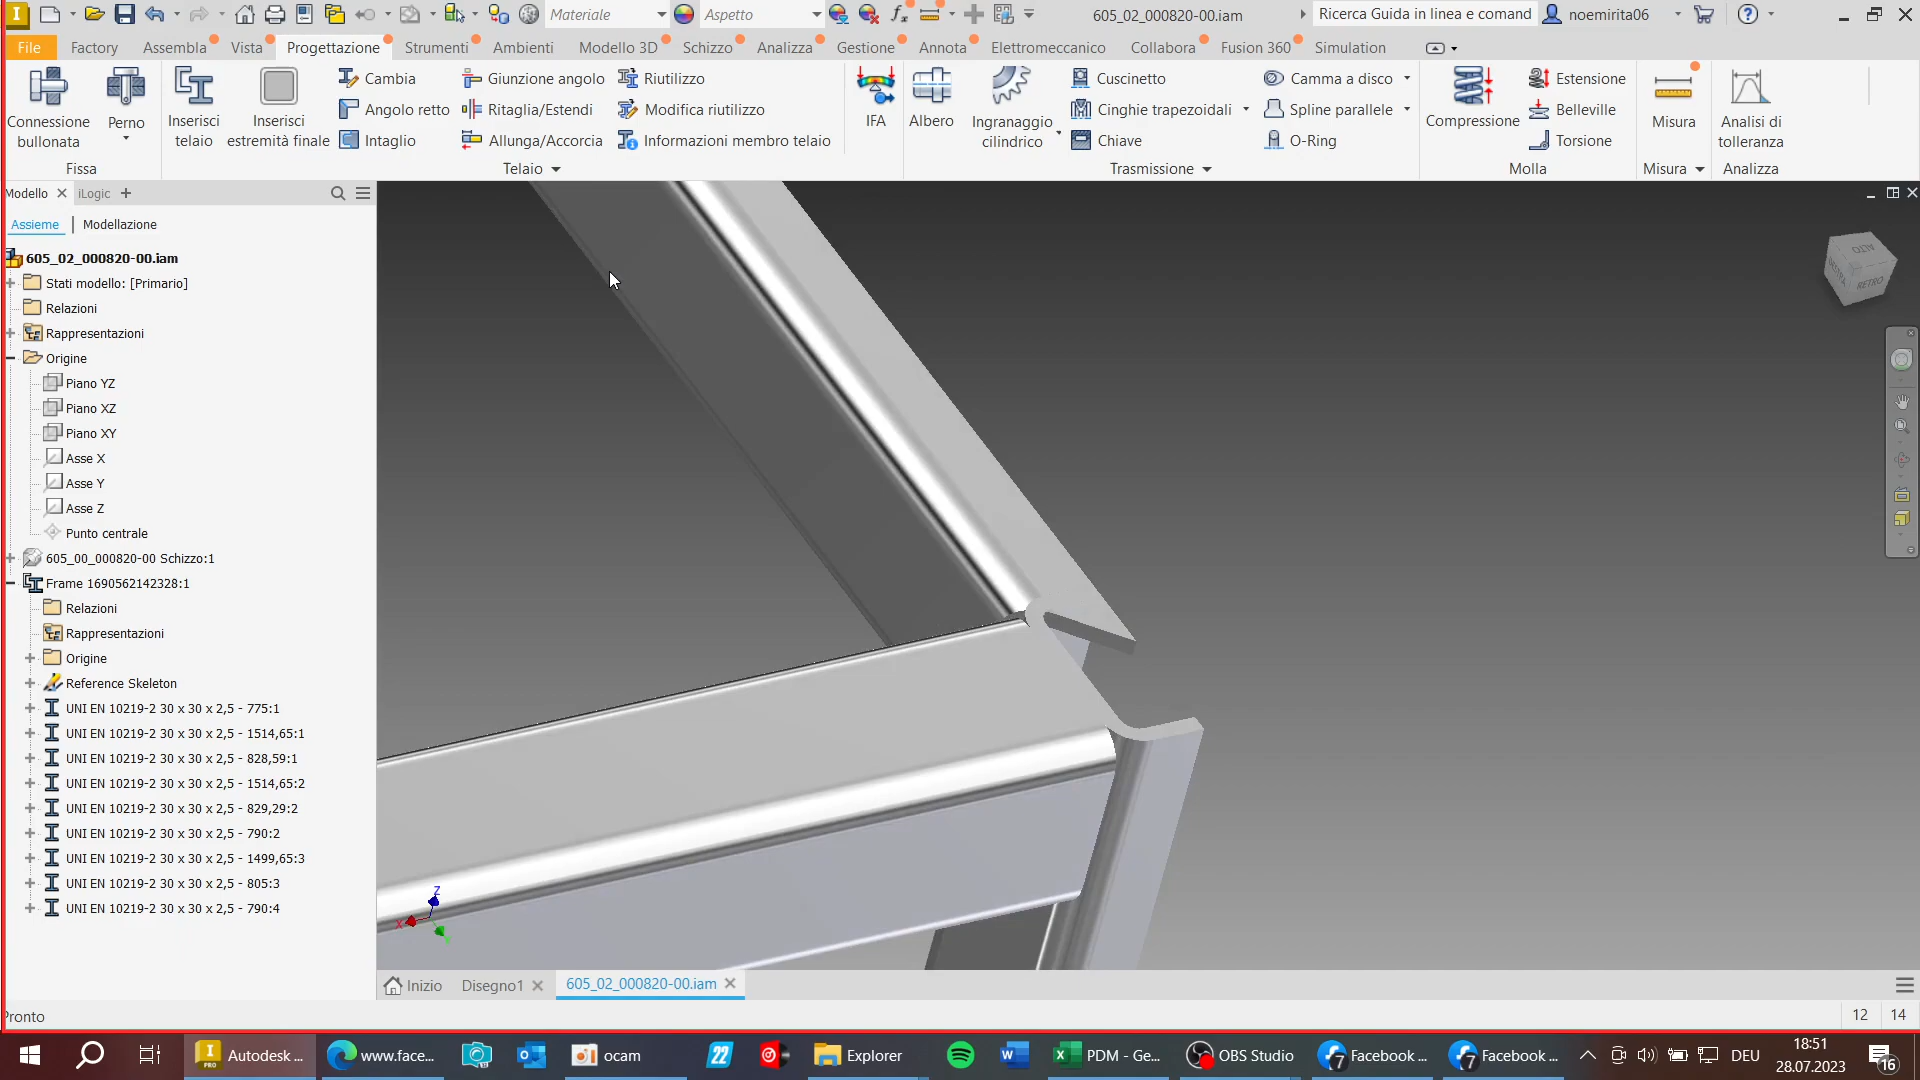 Materiale
Aspetto
605_02_000820-00.iam
Ricerca Guida in linea e comand
noemirita06
File
Factory
Assembla
Vista
Progettazione
Strumenti
Ambienti
Modello 3D
Schizzo
Analizza
Gestione
Annota
Elettromeccanico
Collabora
Fusion 360
Simulation
Connessione bullonata
Perno
Fissa
Inserisci telaio
Inserisci estremità finale
Cambia
Angolo retto
Intaglio
Giunzione angolo
Ritaglia/Estendi
Allunga/Accorcia
Riutilizzo
Modifica riutilizzo
Informazioni membro telaio
Telaio
IFA
Albero
Ingranaggio cilindrico
Cuscinetto
Cinghie trapezoidali
Chiave
Camma a disco
Spline parallele
O-Ring
Trasmissione
Compressione
Estensione
Belleville
Torsione
Molla
Misura
Misura
Analisi di tolleranza
Analizza
Modello
iLogic
Assieme
Modellazione
605_02_000820-00.iam
Stati modello: [Primario]
Relazioni
Rappresentazioni
Origine
Piano YZ
Piano XZ
Piano XY
Asse X
Asse Y
Asse Z
Punto centrale
605_00_000820-00 Schizzo:1
Frame 1690562142328:1
Relazioni
Rappresentazioni
Origine
Reference Skeleton
UNI EN 10219-2 30 x 30 x 2,5 - 775:1
UNI EN 10219-2 30 x 30 x 2,5 - 1514,65:1
UNI EN 10219-2 30 x 30 x 2,5 - 828,59:1
UNI EN 10219-2 30 x 30 x 2,5 - 1514,65:2
UNI EN 10219-2 30 x 30 x 2,5 - 829,29:2
UNI EN 10219-2 30 x 30 x 2,5 - 790:2
UNI EN 10219-2 30 x 30 x 2,5 - 1499,65:3
UNI EN 10219-2 30 x 30 x 2,5 - 805:3
UNI EN 10219-2 30 x 30 x 2,5 - 790:4
ALTO
DESTRA
RETRO
Z
X
Inizio
Disegno1
605_02_000820-00.iam
Pronto
12
14
Autodesk ...
www.face...
ocam
22
Explorer
PDM - Ge...
OBS Studio
Facebook ...
Facebook ...
DEU
18:51
28.07.2023
16